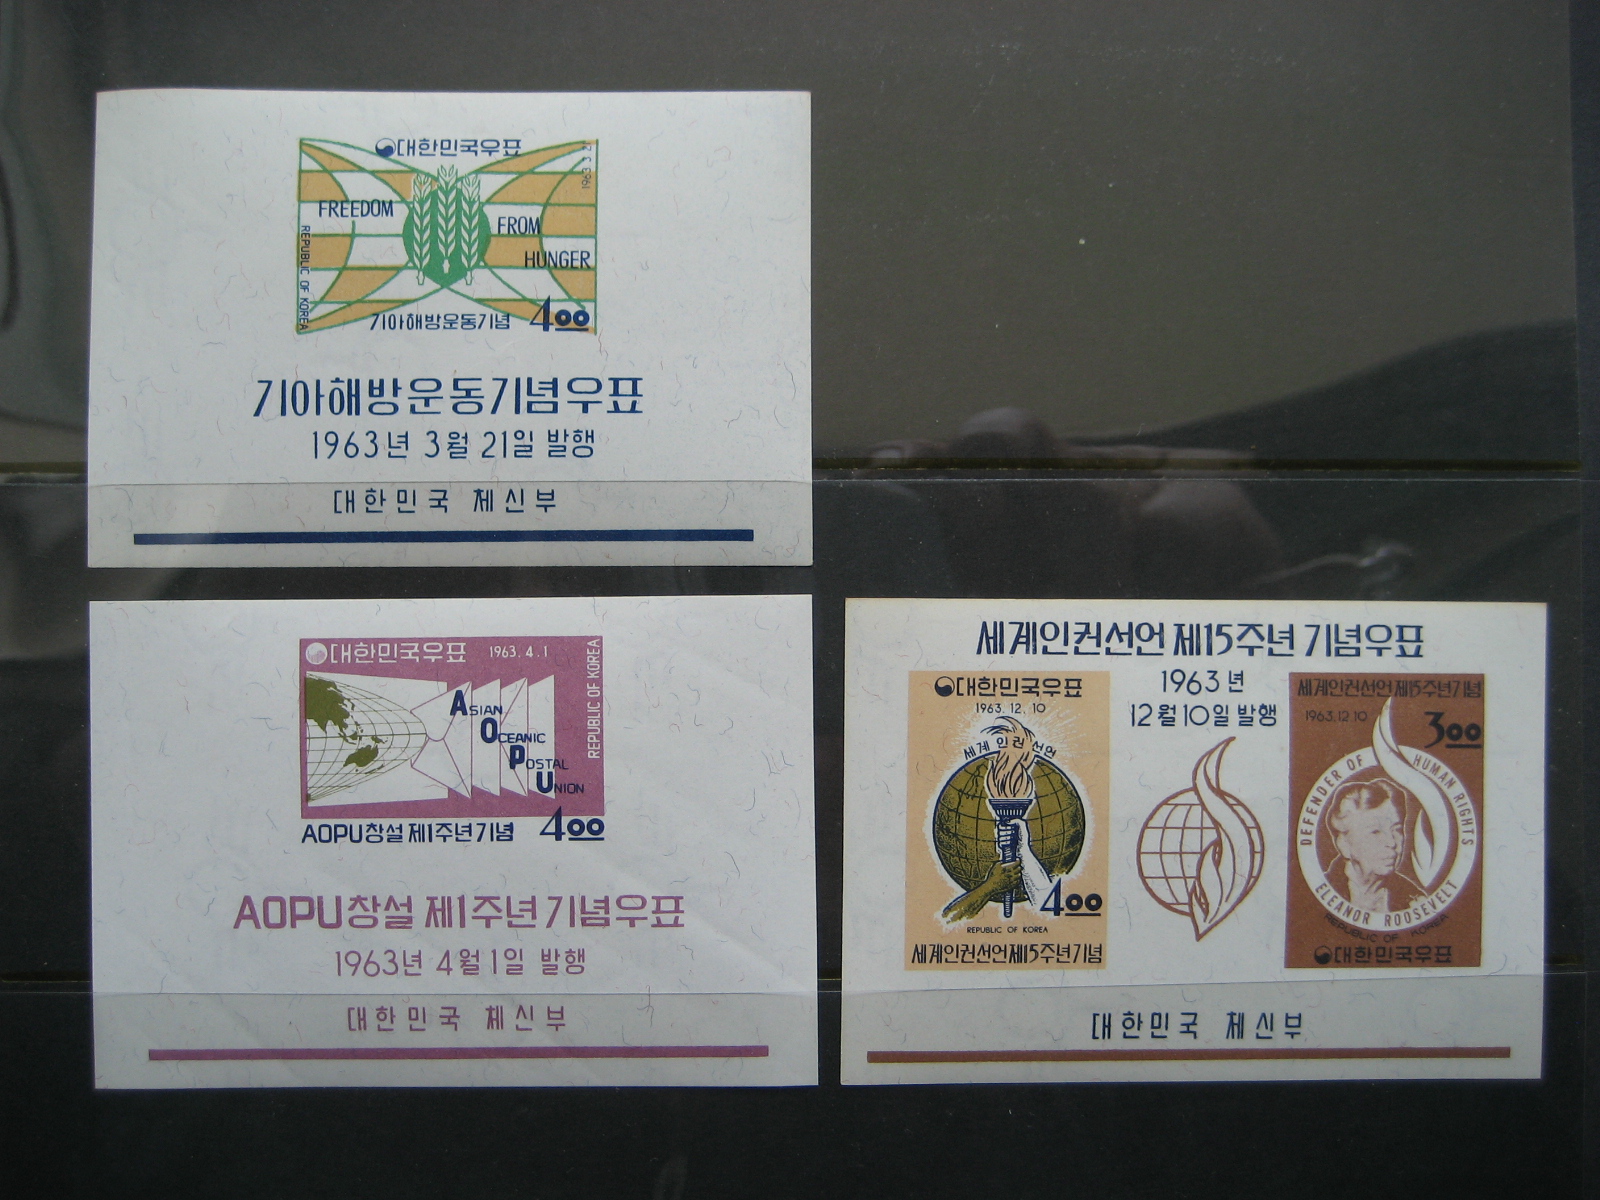 대한민국우표
1963.3.21
FREEDOM
FROM
HUNGER
REPUBLIC OF KOREA
기아해방운동기념
400
기아해방운동기념우표
1963년 3월 21일 발행
대한민국 체신부
대한민국우표
1963.4.1
REPUBLIC OF KOREA
ASIAN
OCEANIC
POSTAL
UNION
AOPU창설 제1주년기념
400
AOPU창설 제1주년기념우표
1963년 4월 1일 발행
대한민국 체신부
세계인권선언 제15주년 기념우표
1963년
12월 10일 발행
대한민국우표
1963.12.10
세계 인권 선언
400
REPUBLIC OF KOREA
세계인권선언제15주년기념
세계인권선언제15주년기념
1963.12.10
300
DEFENDER OF HUMAN RIGHTS
ELEANOR ROOSEVELT
REPUBLIC OF KOREA
대한민국우표
대한민국 체신부